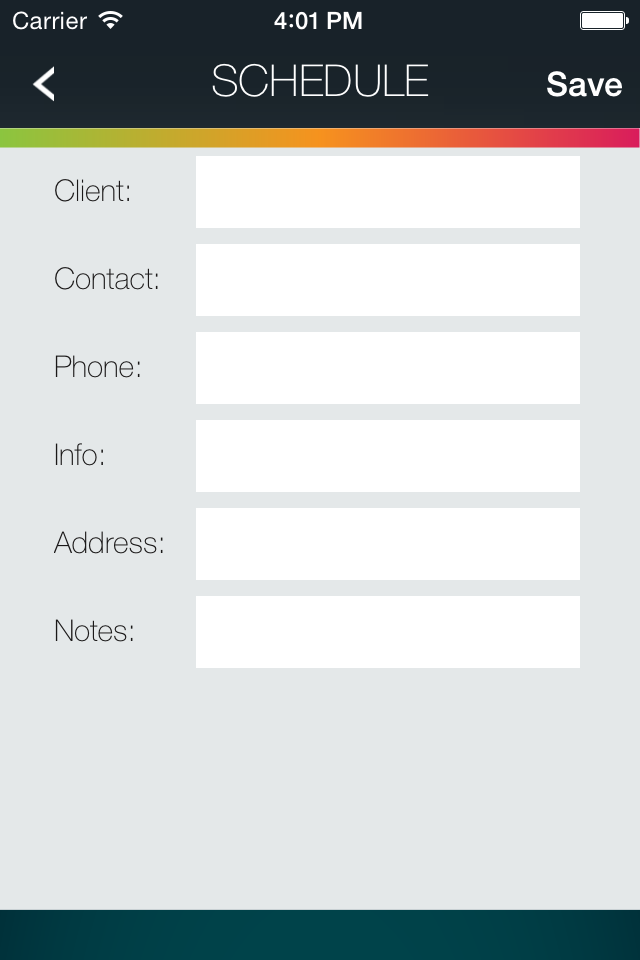 Carrier 4:01 PM
SCHEDULE Save
Client:
Contact:
Phone:
Info:
Address:
Notes: